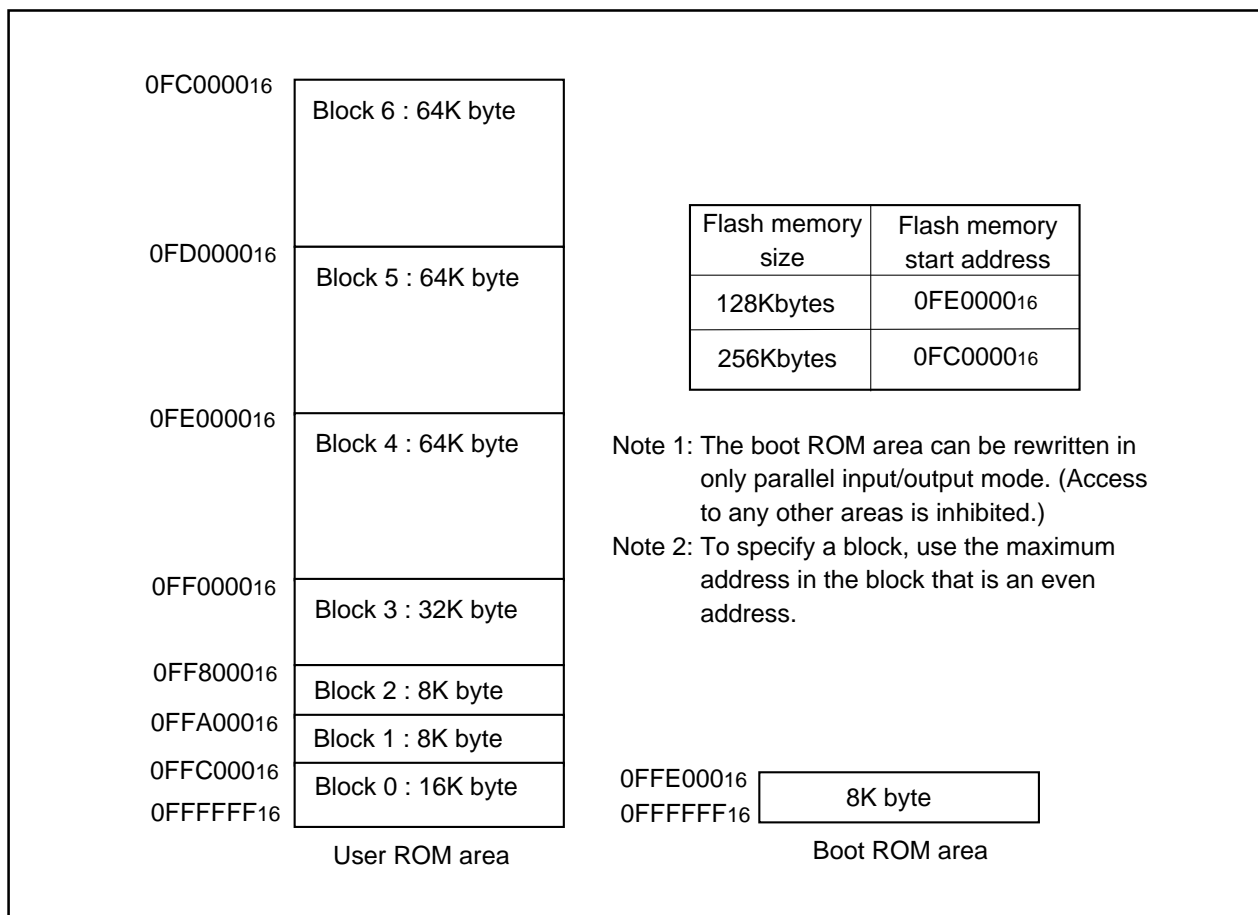 0FC000016
Block 6 : 64K byte
0FD000016
Block 5 : 64K byte
0FE000016
Block 4 : 64K byte
0FF000016
Block 3 : 32K byte
0FF800016
Block 2 : 8K byte
0FFA00016
Block 1 : 8K byte
0FFC00016
Block 0 : 16K byte
0FFFFFF16
User ROM area
Flash memory
size
Flash memory
start address
128Kbytes
0FE000016
256Kbytes
0FC000016
Note 1: The boot ROM area can be rewritten in
only parallel input/output mode. (Access
to any other areas is inhibited.)
Note 2: To specify a block, use the maximum
address in the block that is an even
address.
0FFE00016
0FFFFFF16
8K byte
Boot ROM area